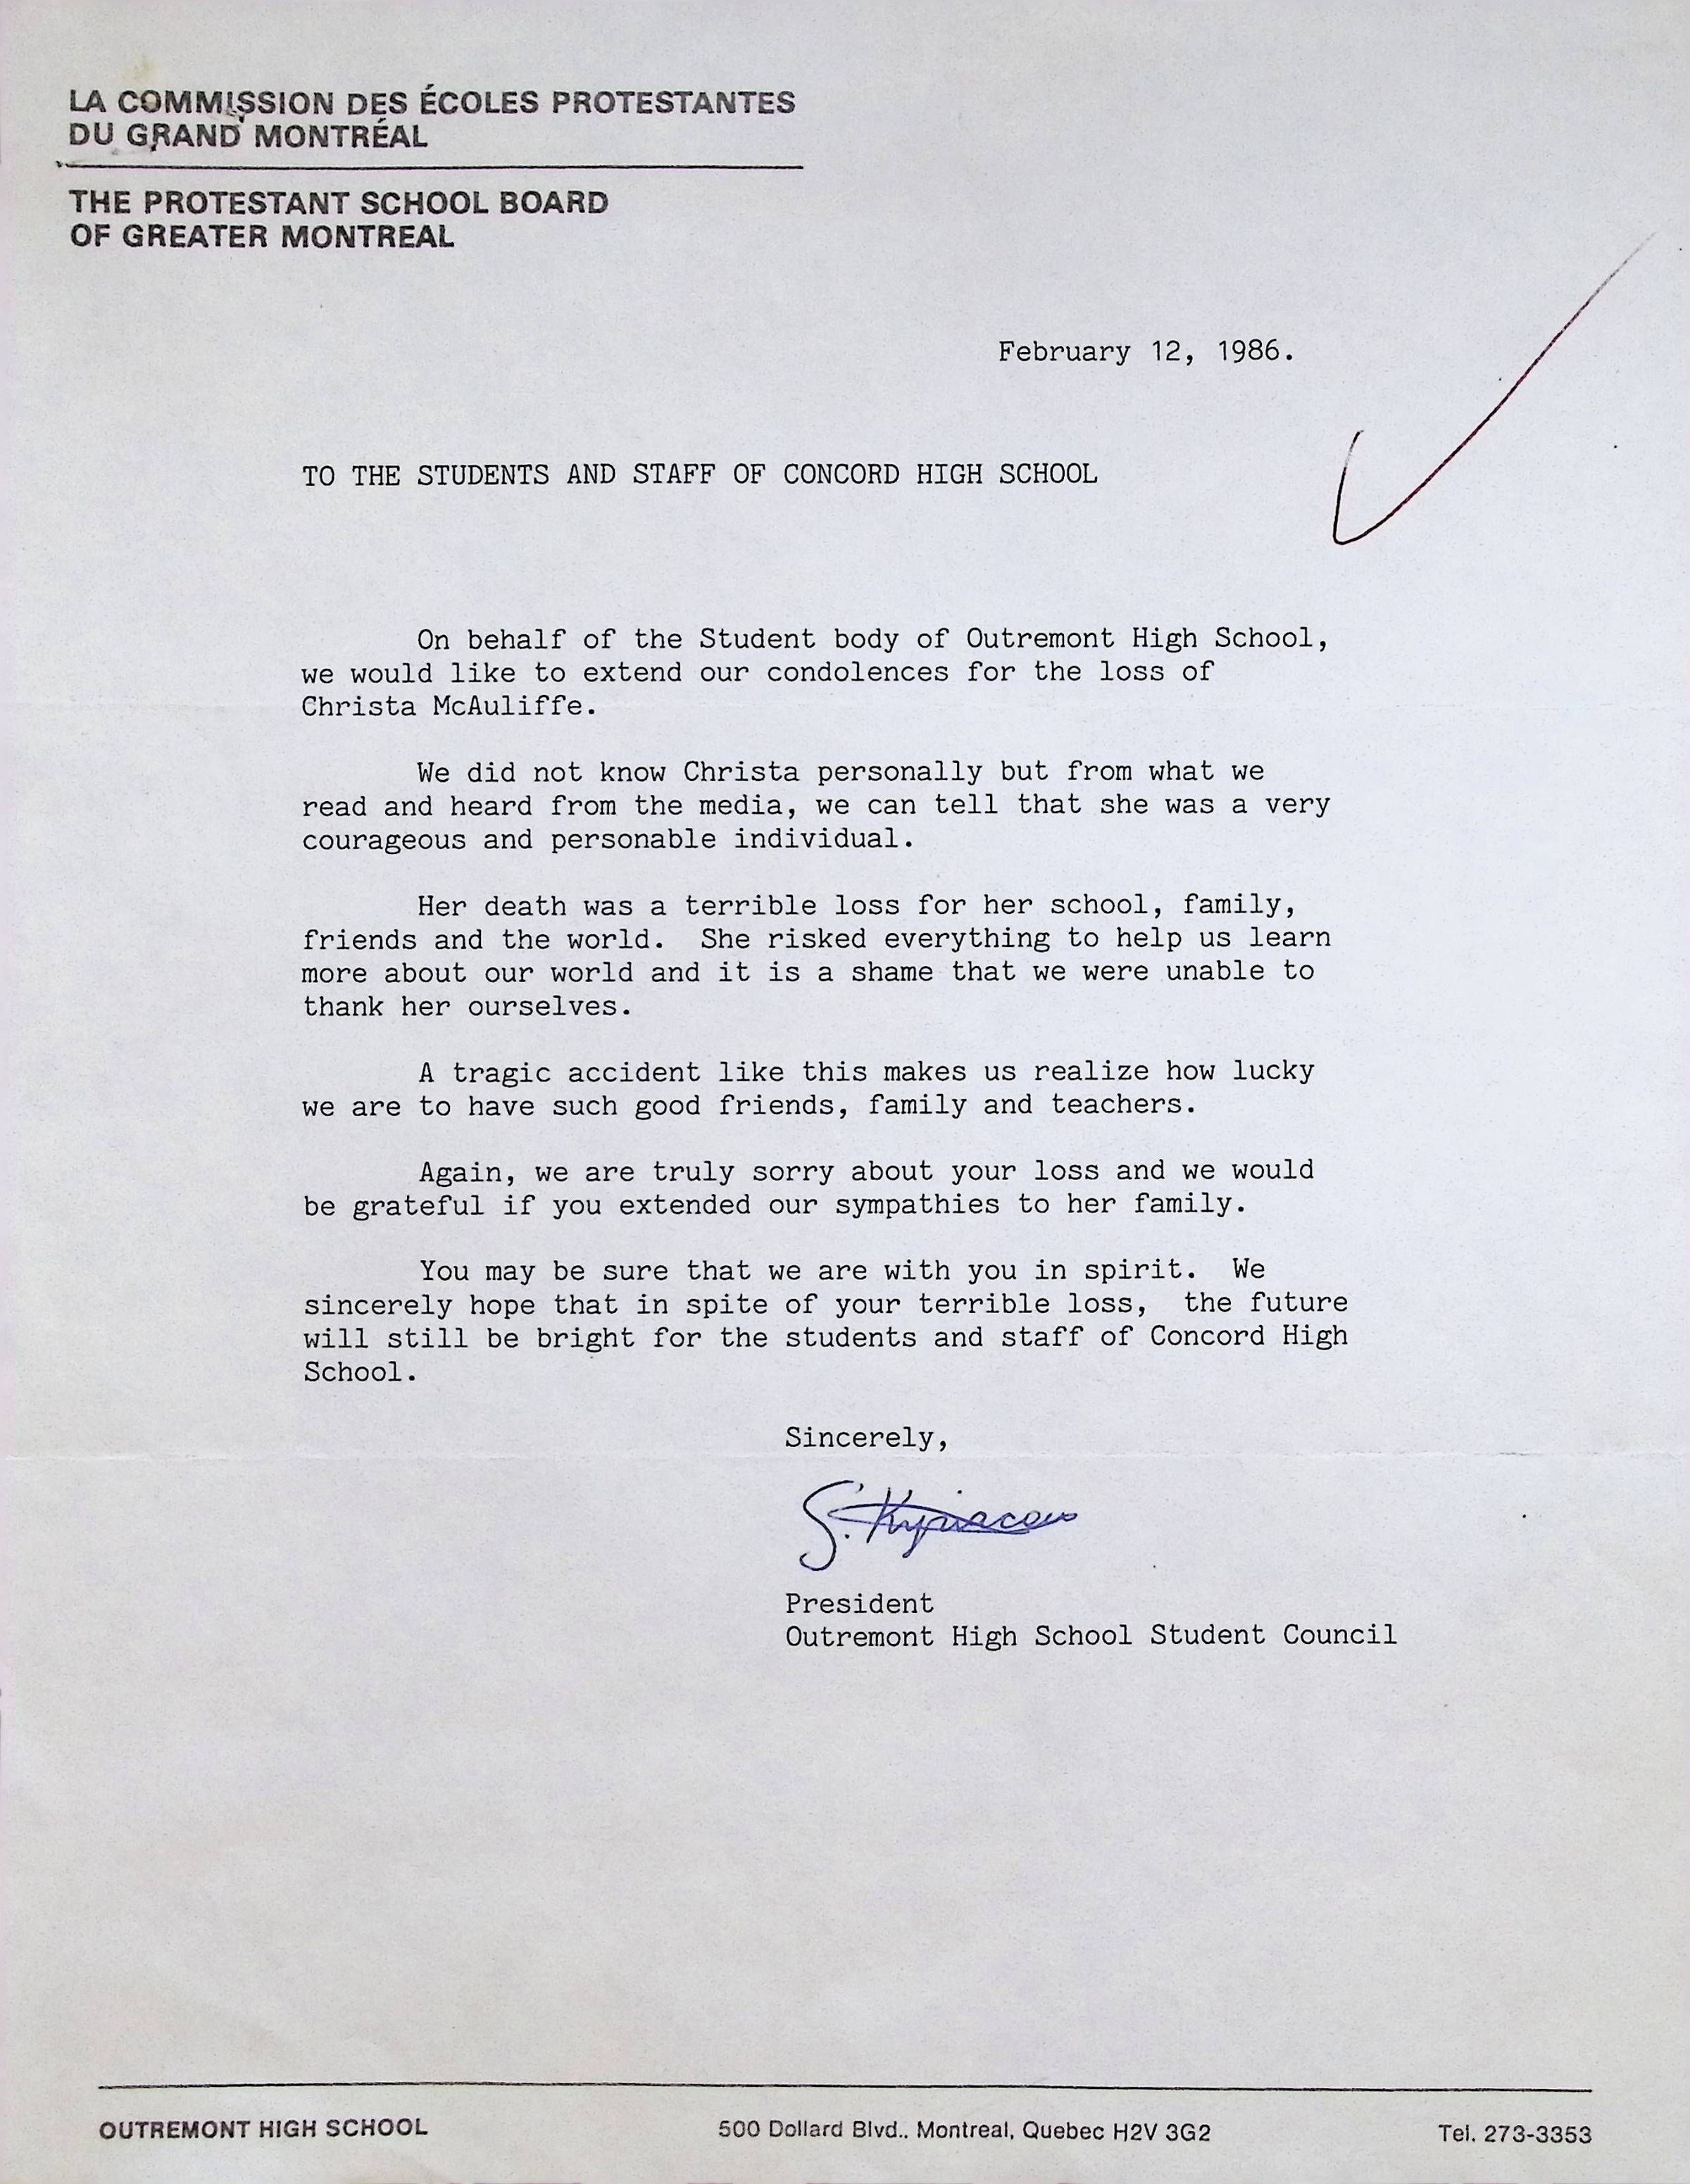 LA COMMISSION DES ÉCOLES PROTESTANTES
DU GRAND MONTRÉAL
THE PROTESTANT SCHOOL BOARD
OF GREATER MONTREAL
February 12, 1986.
TO THE STUDENTS AND STAFF OF CONCORD HIGH SCHOOL
On behalf of the Student body of Outremont High School,
we would like to extend our condolences for the loss of
Christa McAuliffe.
We did not know Christa personally but from what we
read and heard from the media, we can tell that she was a very
courageous and personable individual.
Her death was a terrible loss for her school, family,
friends and the world. She risked everything to help us learn
more about our world and it is a shame that we were unable to
thank her ourselves.
A tragic accident like this makes us realize how lucky
we are to have such good friends, family and teachers.
Again, we are truly sorry about your loss and we would
be grateful if you extended our sympathies to her family.
You may be sure that we are with you in spirit. We
sincerely hope that in spite of your terrible loss, the future
will still be bright for the students and staff of Concord High
School.
Sincerely,
S. Kyriacou
President
Outremont High School Student Council
OUTREMONT HIGH SCHOOL 500 Dollard Blvd., Montreal, Quebec H2V 3G2 Tel. 273-3353